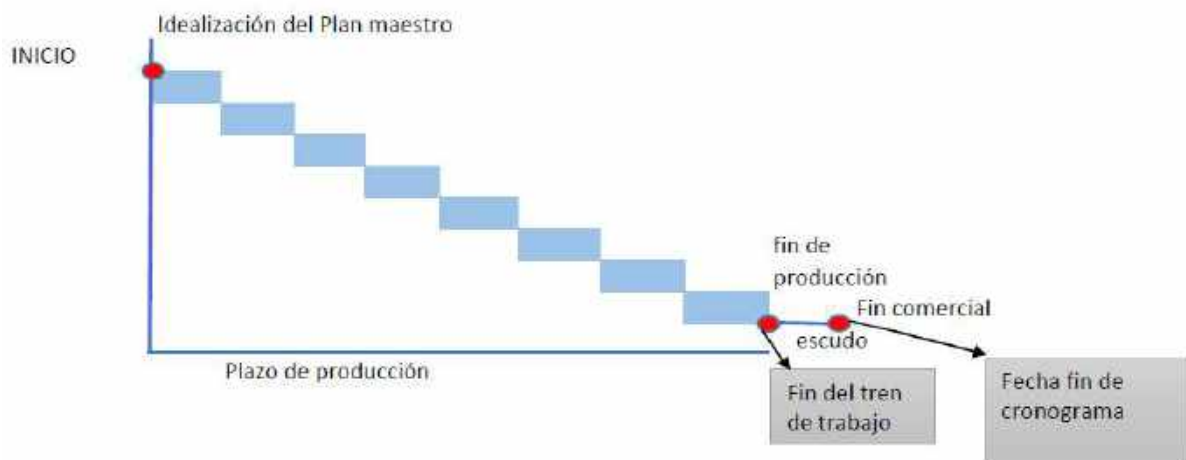 Idealización del Plan maestro
INICIO
fin de
producción
Fin comercial
escudo
Plazo de producción
Fin del tren
de trabajo
Fecha fin de
cronograma